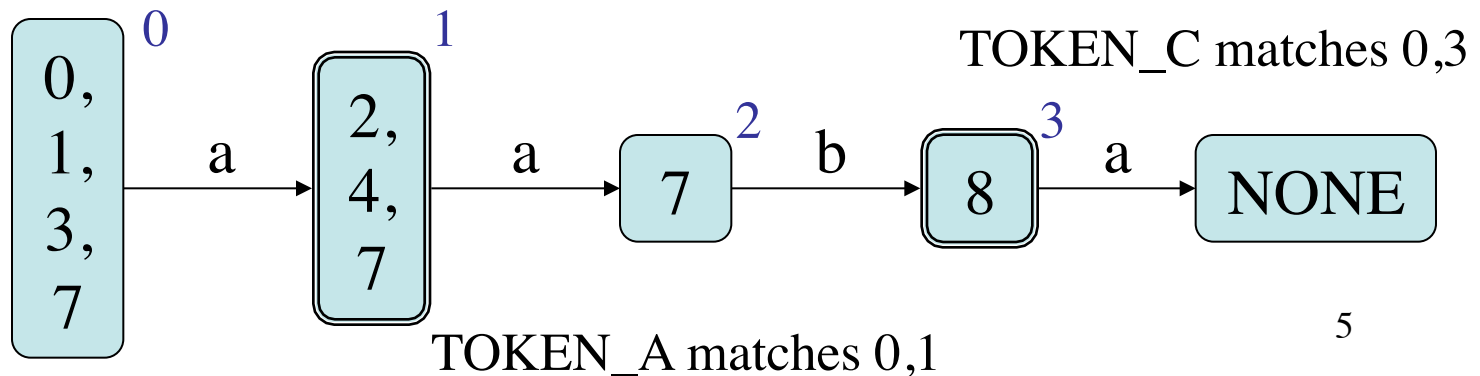 0,
1,
3,
7
0
a
2,
4,
7
1
TOKEN_A matches 0,1
a
7
2
b
8
3
TOKEN_C matches 0,3
a
NONE
5